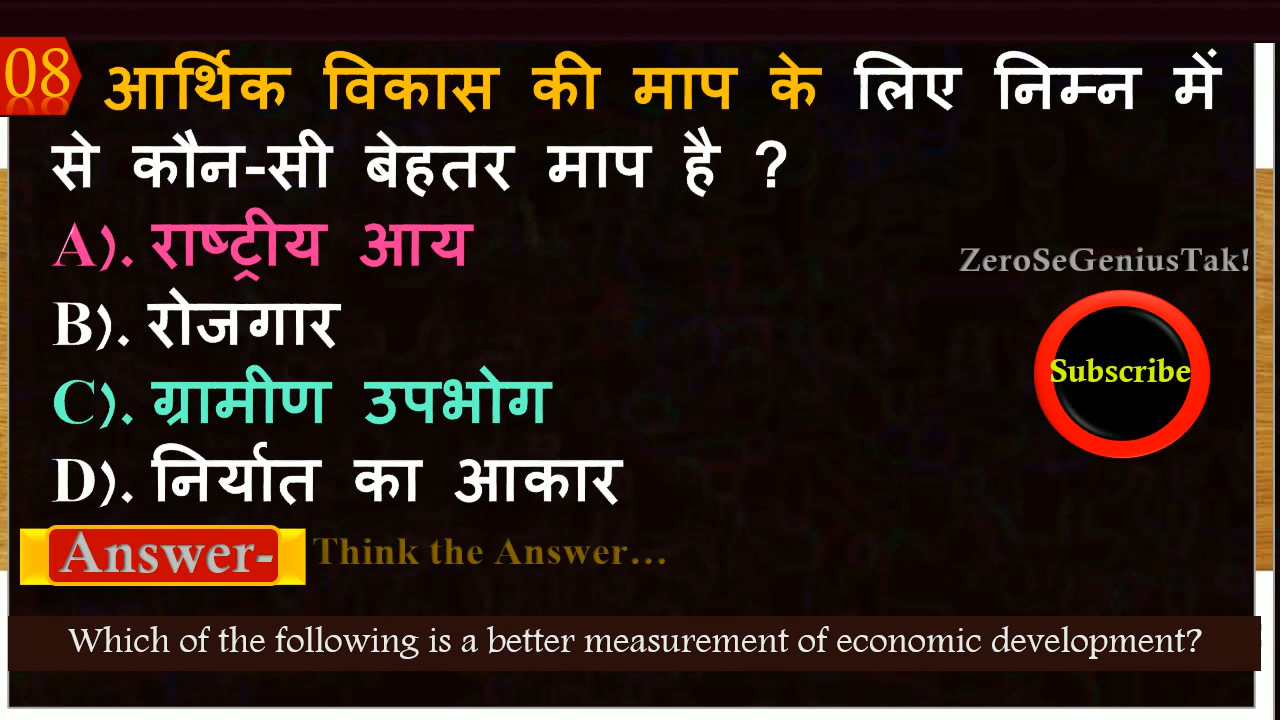 08 आर्थिक विकास की माप के लिए निम्न में
से कौन-सी बेहतर माप है ?
A). राष्ट्रीय आय
ZeroSeGeniusTak!
B). रोजगार
Subscribe
C). ग्रामीण उपभोग
D). निर्यात का आकार
Answer- Think the Answer...
Which of the following is a better measurement of economic development?